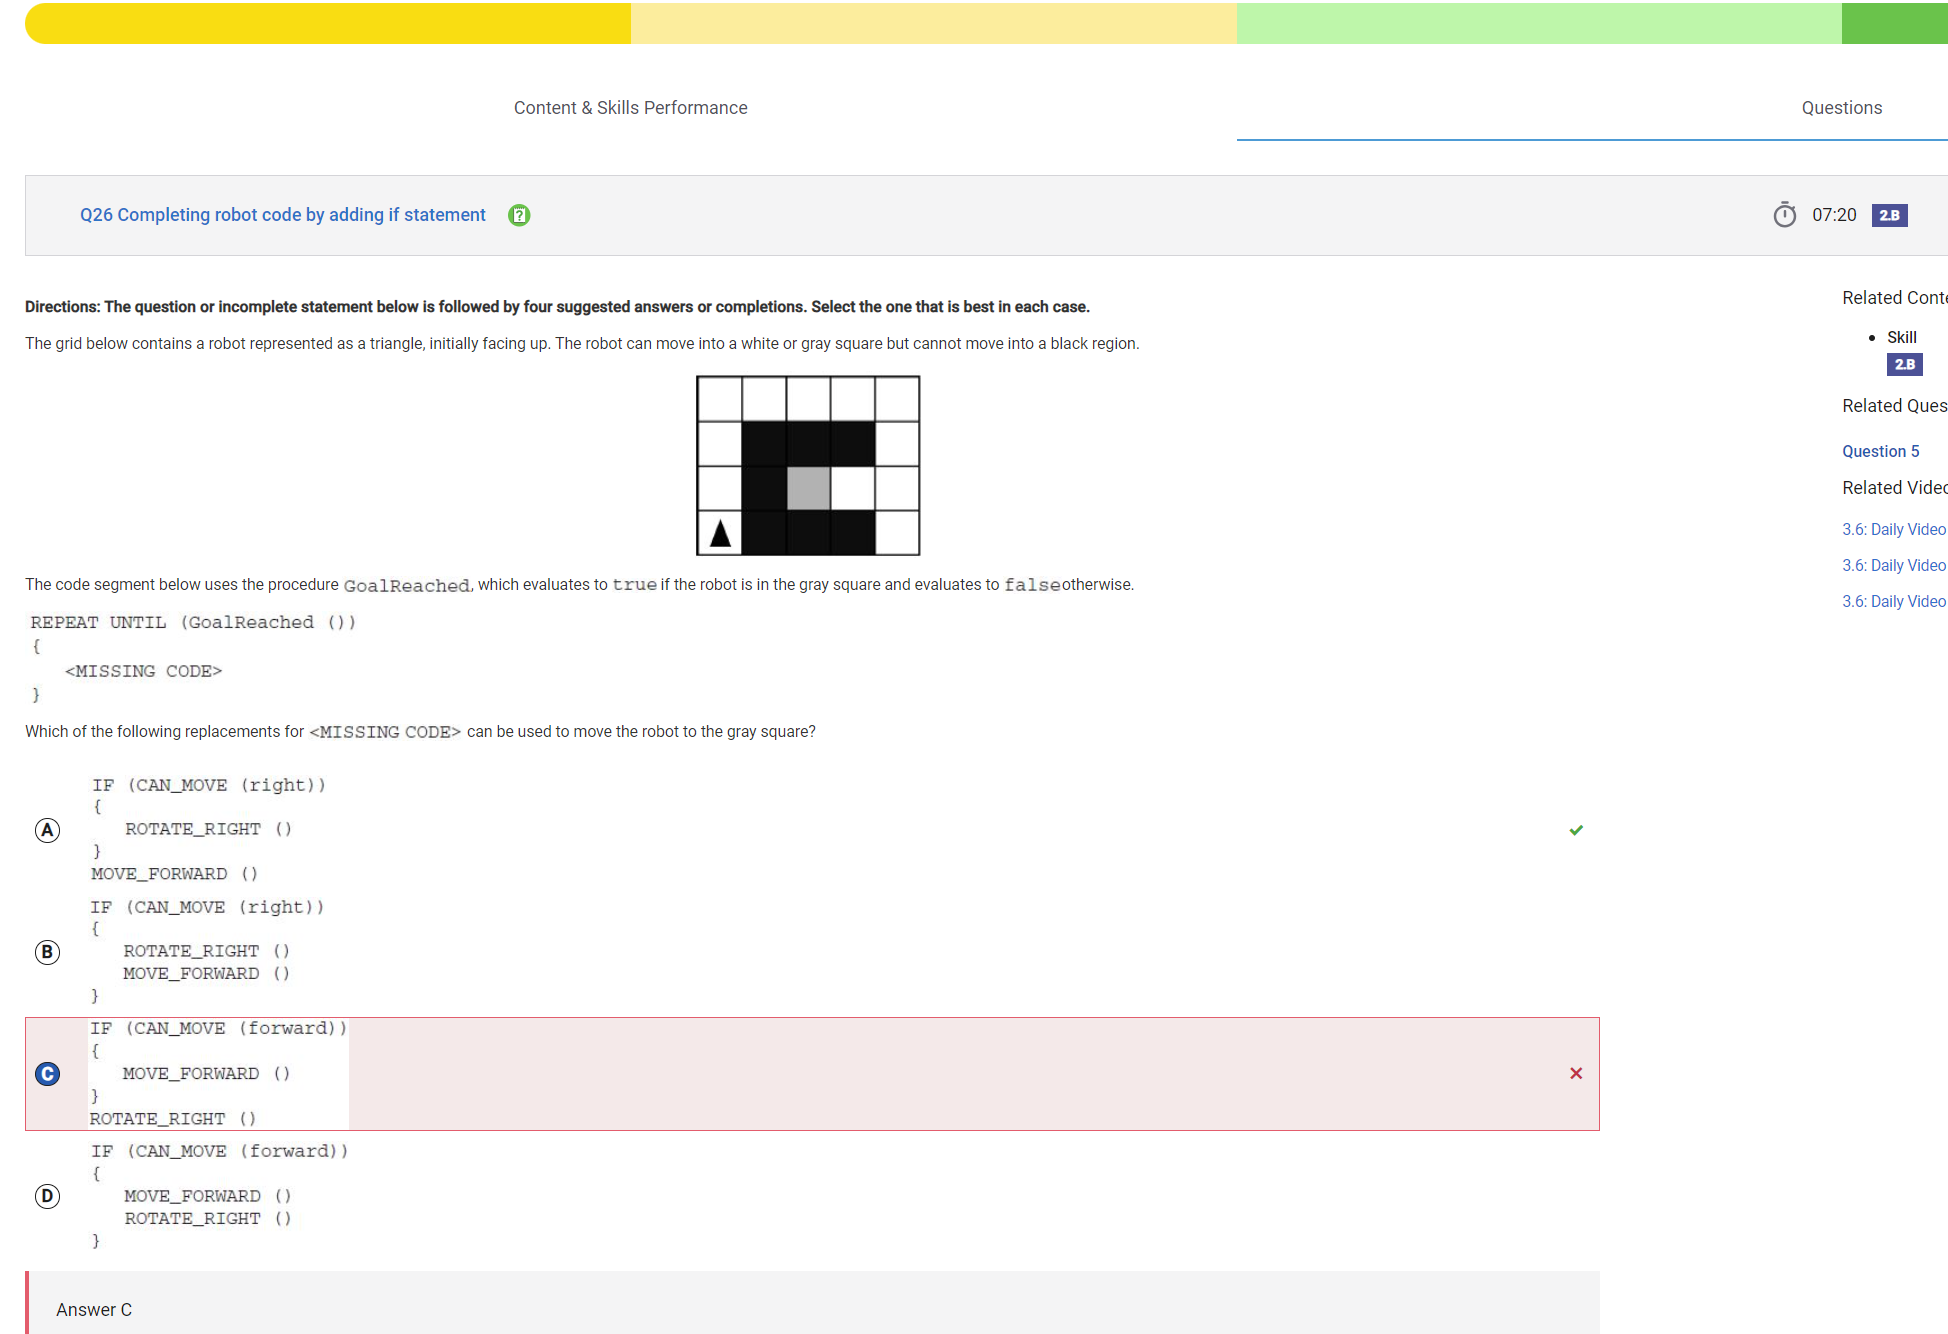 Content & Skills Performance
Questions
Q26 Completing robot code by adding if statement
07:20 2.B
Directions: The question or incomplete statement below is followed by four suggested answers or completions. Select the one that is best in each case.
The grid below contains a robot represented as a triangle, initially facing up. The robot can move into a white or gray square but cannot move into a black region.
The code segment below uses the procedure GoalReached, which evaluates to true if the robot is in the gray square and evaluates to falseotherwise.
REPEAT UNTIL (GoalReached ())
{
<MISSING CODE>
}
Which of the following replacements for <MISSING CODE> can be used to move the robot to the gray square?
A
IF (CAN_MOVE (right))
{
ROTATE_RIGHT ()
}
MOVE_FORWARD ()
B
IF (CAN_MOVE (right))
{
ROTATE_RIGHT ()
MOVE_FORWARD ()
}
C
IF (CAN_MOVE (forward))
{
MOVE_FORWARD ()
}
ROTATE_RIGHT ()
D
IF (CAN_MOVE (forward))
{
MOVE_FORWARD ()
ROTATE_RIGHT ()
}
Answer C
Related
Skill
2.B
Related
Question 5
Related
3.6: Daily Video
3.6: Daily Video
3.6: Daily Video